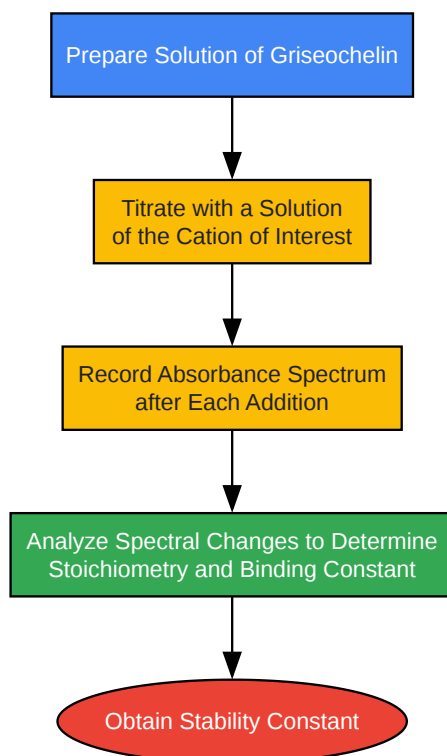 Prepare Solution of Griseochelin
Titrate with a Solution
of the Cation of Interest
Record Absorbance Spectrum
after Each Addition
Analyze Spectral Changes to Determine
Stoichiometry and Binding Constant
Obtain Stability Constant